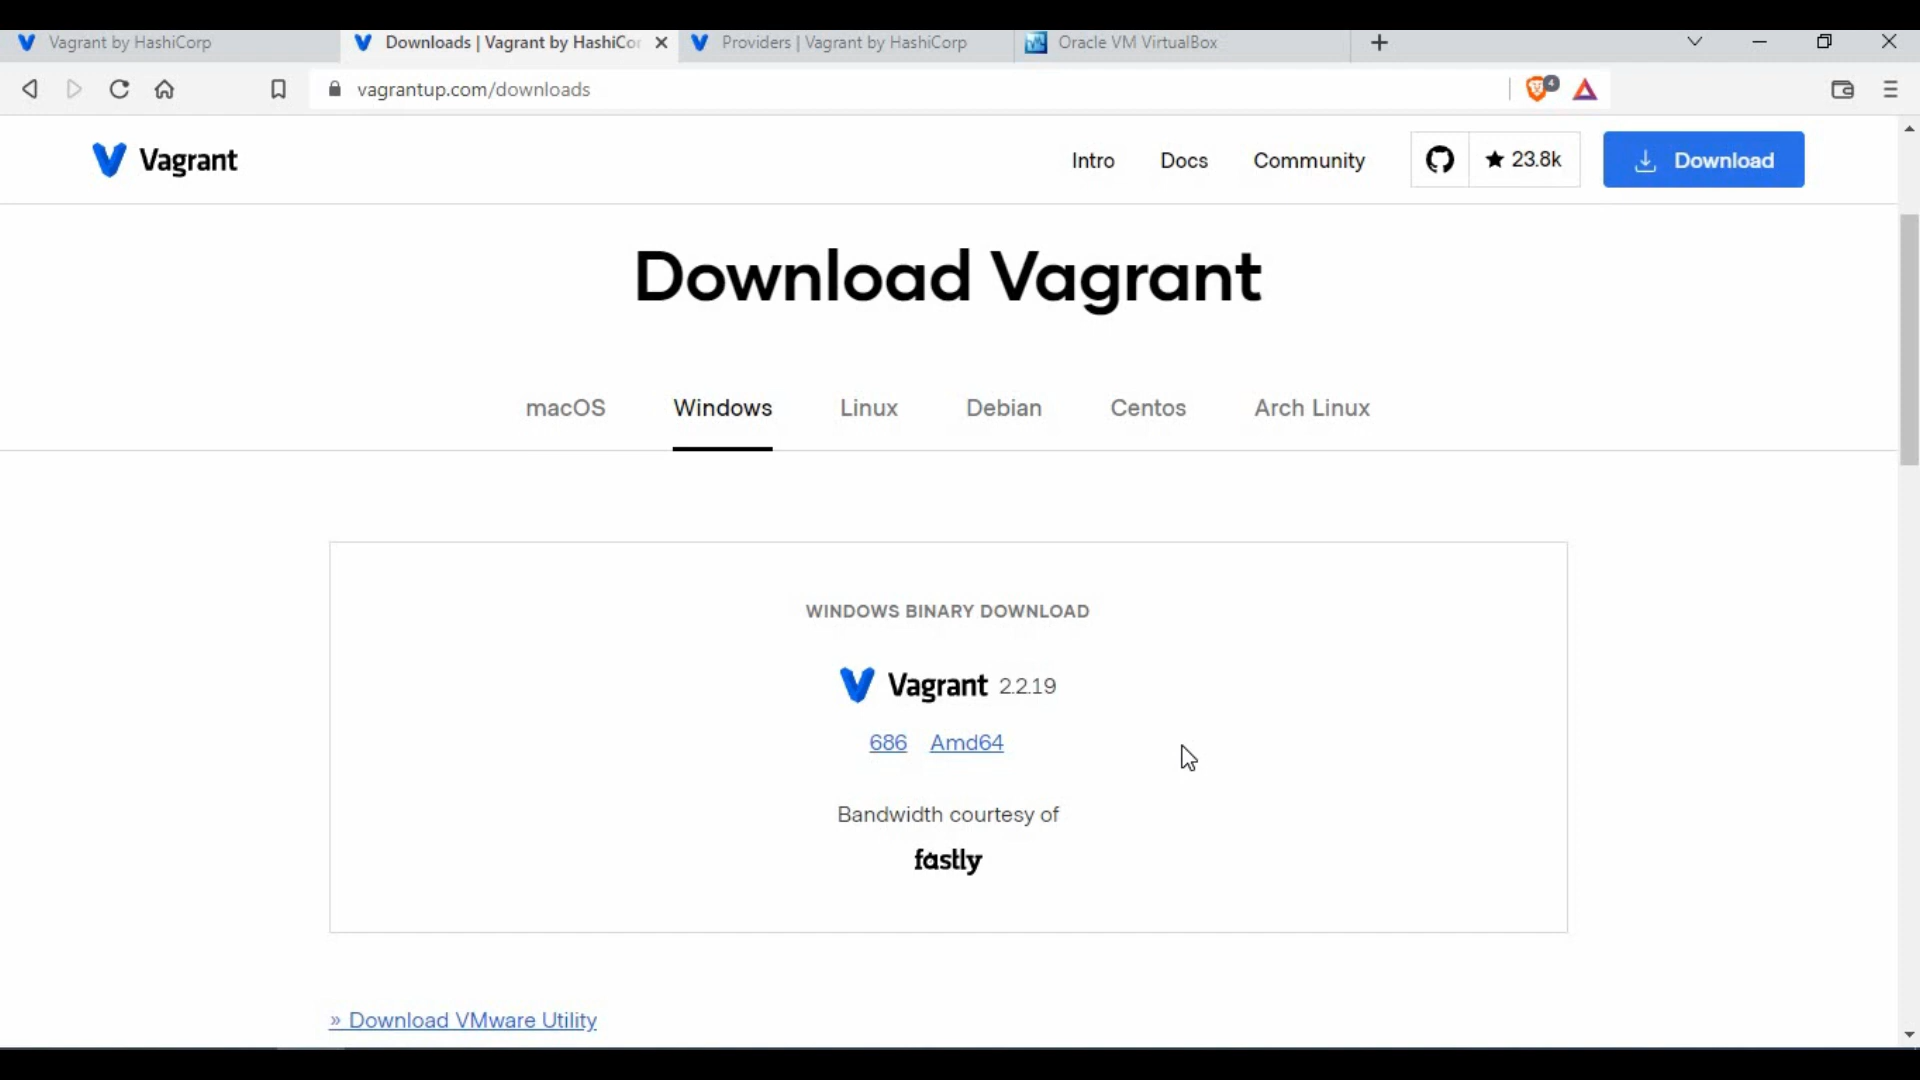 Vagrant by HashiCorp
Downloads | Vagrant by HashiCor
Providers | Vagrant by HashiCorp
Oracle VM VirtualBox
vagrantup.com/downloads
4
Vagrant
Intro
Docs
Community
★ 23.8k
Download
Download Vagrant
macOS
Windows
Linux
Debian
Centos
Arch Linux
WINDOWS BINARY DOWNLOAD
Vagrant 2.2.19
686 Amd64
Bandwidth courtesy of
fastly
» Download VMware Utility